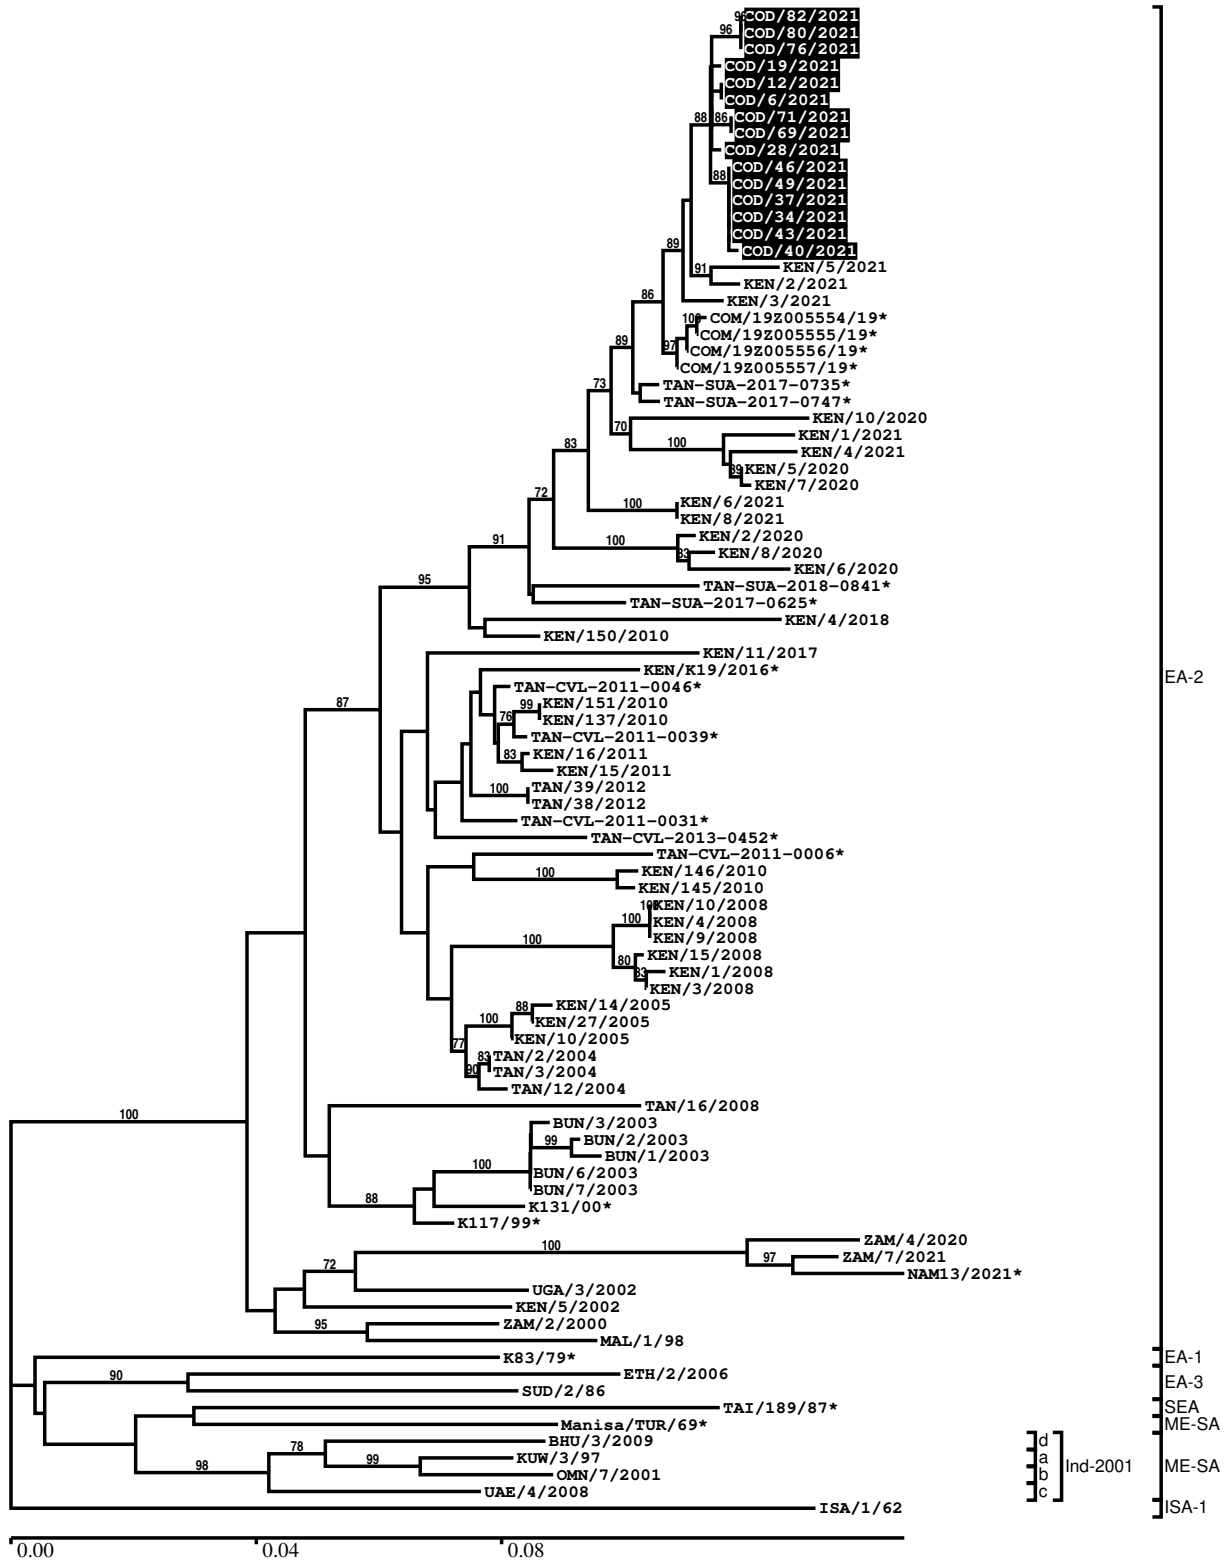 96
COD/82/2021
96
COD/80/2021
COD/76/2021
COD/19/2021
COD/12/2021
COD/6/2021
88
86
COD/71/2021
COD/69/2021
COD/28/2021
COD/46/2021
88
COD/49/2021
COD/37/2021
COD/34/2021
COD/43/2021
89
COD/40/2021
91
KEN/5/2021
KEN/2/2021
86
KEN/3/2021
100
COM/19Z005554/19*
COM/19Z005555/19*
89
97
COM/19Z005556/19*
COM/19Z005557/19*
73
TAN-SUA-2017-0735*
TAN-SUA-2017-0747*
KEN/10/2020
70
KEN/1/2021
83
100
KEN/4/2021
89
KEN/5/2020
KEN/7/2020
72
100
KEN/6/2021
KEN/8/2021
KEN/2/2020
91
100
83
KEN/8/2020
KEN/6/2020
95
TAN-SUA-2018-0841*
TAN-SUA-2017-0625*
KEN/4/2018
KEN/150/2010
KEN/11/2017
KEN/K19/2016*
EA-2
TAN-CVL-2011-0046*
87
99
KEN/151/2010
76
KEN/137/2010
TAN-CVL-2011-0039*
83
KEN/16/2011
KEN/15/2011
100
TAN/39/2012
TAN/38/2012
TAN-CVL-2011-0031*
TAN-CVL-2013-0452*
TAN-CVL-2011-0006*
100
KEN/146/2010
KEN/145/2010
100
KEN/10/2008
100
KEN/4/2008
100
KEN/9/2008
KEN/15/2008
80
83
KEN/1/2008
KEN/3/2008
88
KEN/14/2005
100
KEN/27/2005
KEN/10/2005
77
83
TAN/2/2004
90
TAN/3/2004
TAN/12/2004
TAN/16/2008
100
BUN/3/2003
99
BUN/2/2003
BUN/1/2003
100
BUN/6/2003
BUN/7/2003
88
K131/00*
K117/99*
100
ZAM/4/2020
97
ZAM/7/2021
72
NAM13/2021*
UGA/3/2002
KEN/5/2002
95
ZAM/2/2000
MAL/1/98
K83/79*
EA-1
90
ETH/2/2006
EA-3
SUD/2/86
TAI/189/87*
SEA
Manisa/TUR/69*
ME-SA
78
BHU/3/2009
d
98
99
KUW/3/97
a
Ind-2001
ME-SA
OMN/7/2001
b
UAE/4/2008
c
ISA/1/62
ISA-1
0.00
0.04
0.08